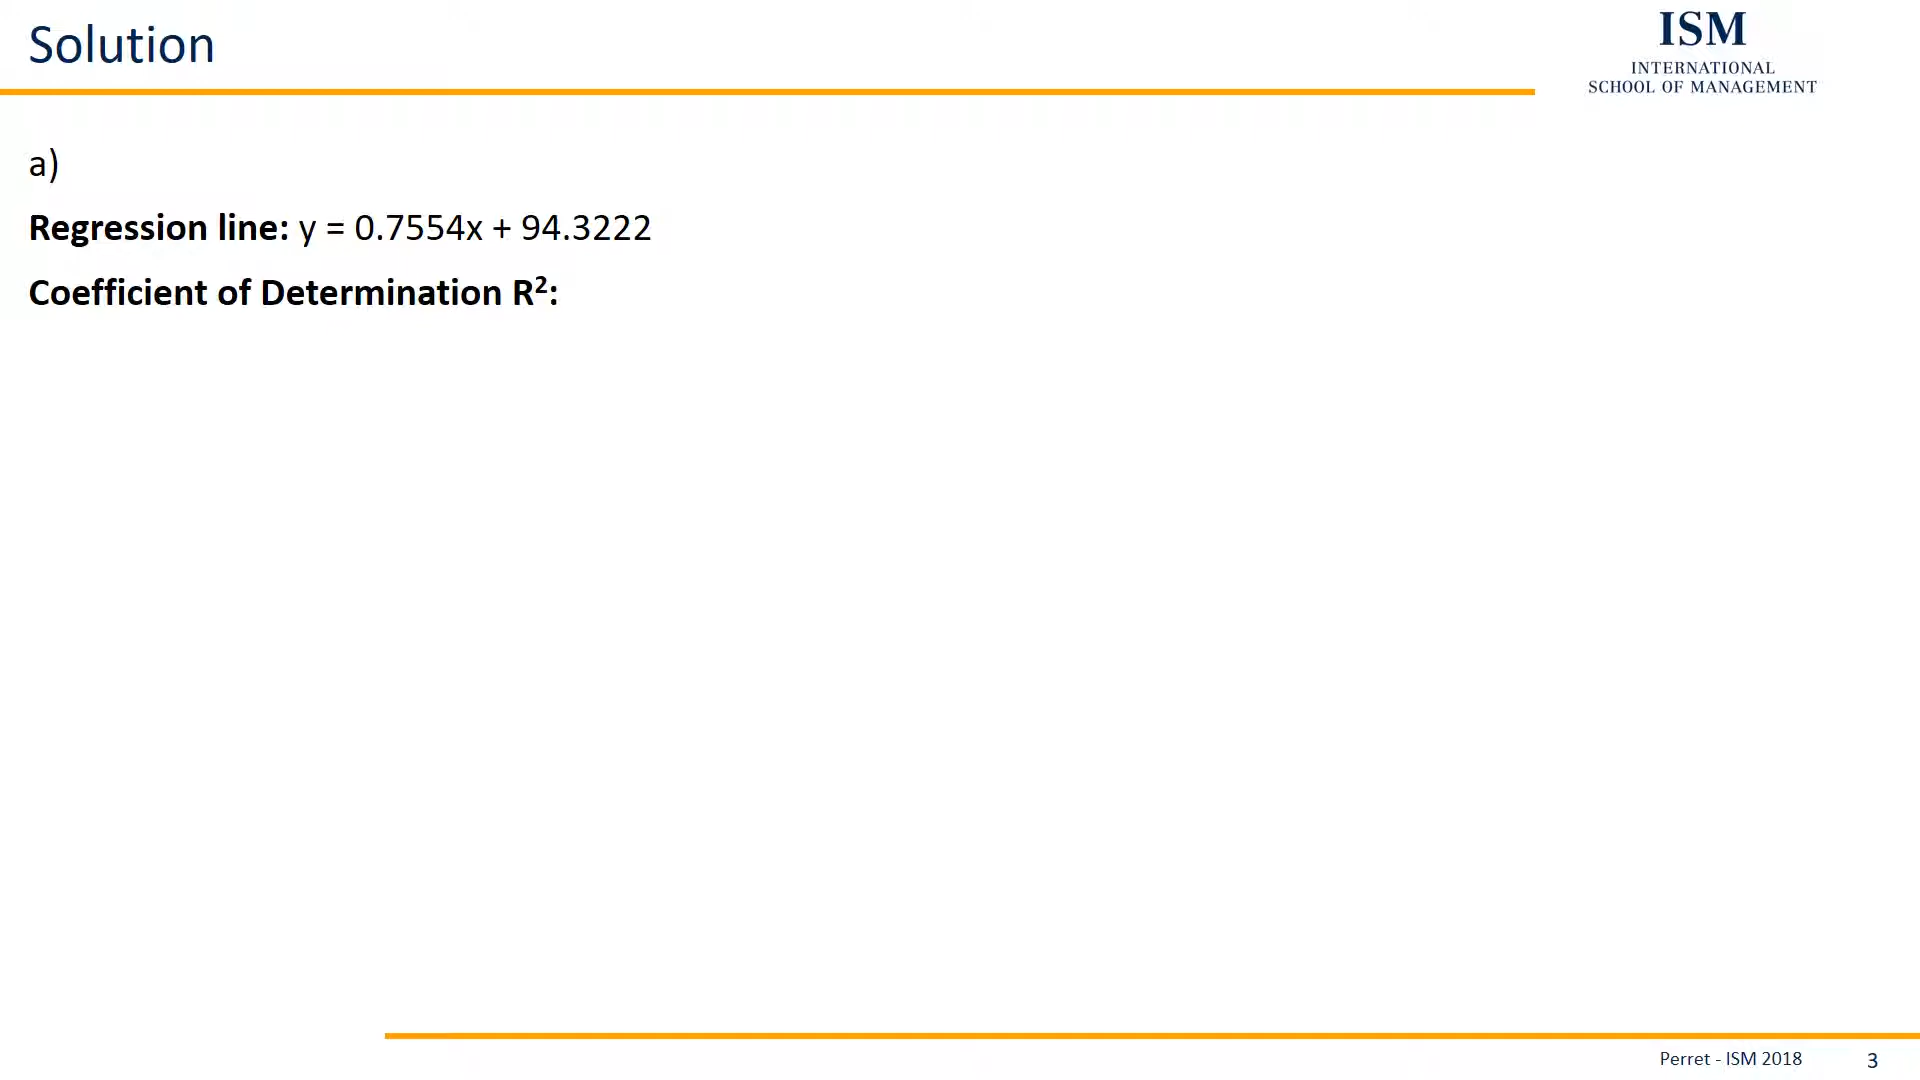 Solution
ISM
INTERNATIONAL
SCHOOL OF MANAGEMENT
a)
Regression line: y = 0.7554x + 94.3222
Coefficient of Determination R²:
Perret - ISM 2018
3